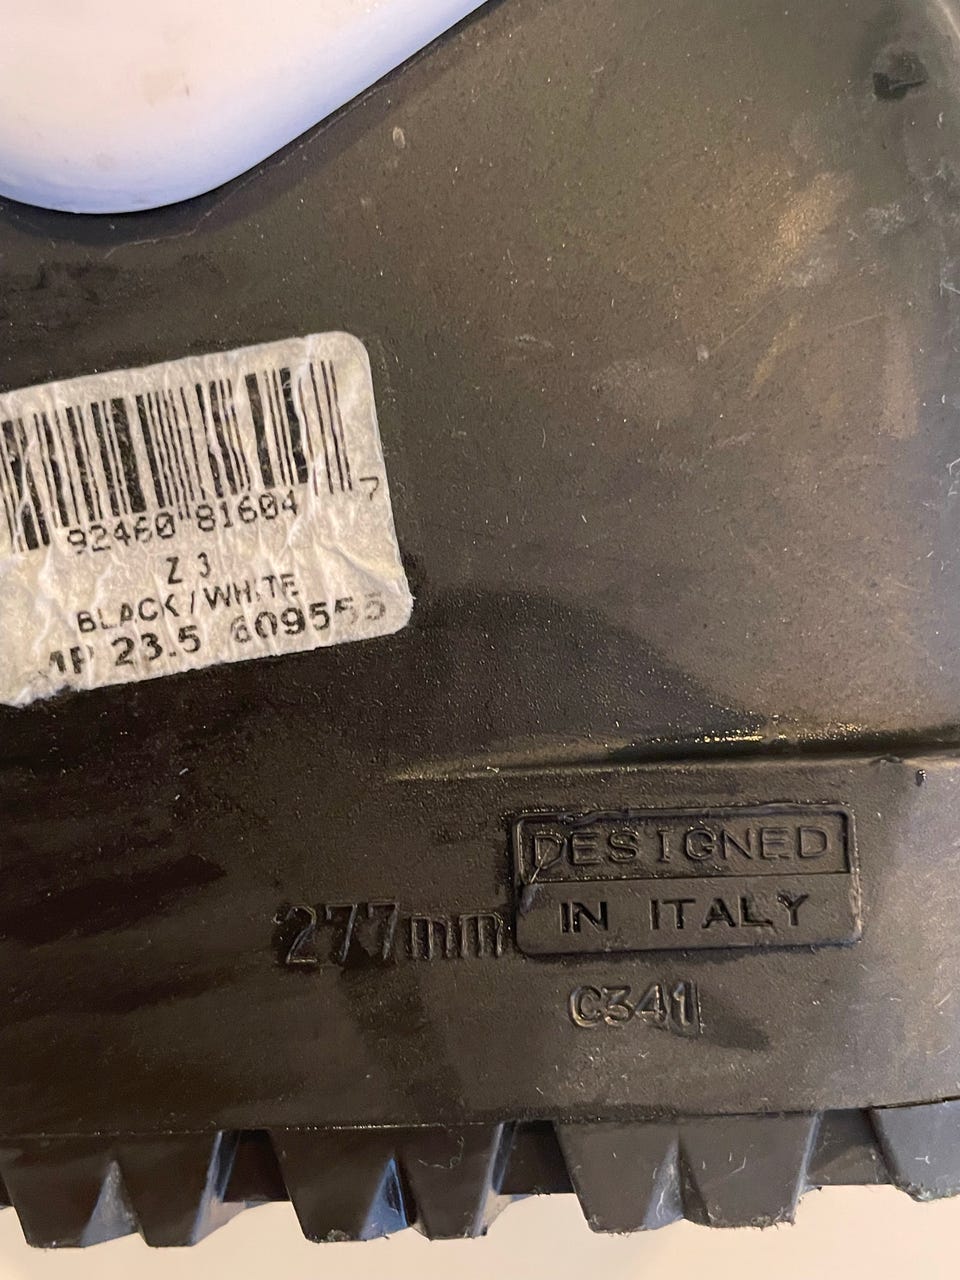 92460 81604 7
Z 3
BLACK / WHITE
MP 23.5 609555
DESIGNED
IN ITALY
277mm
C341